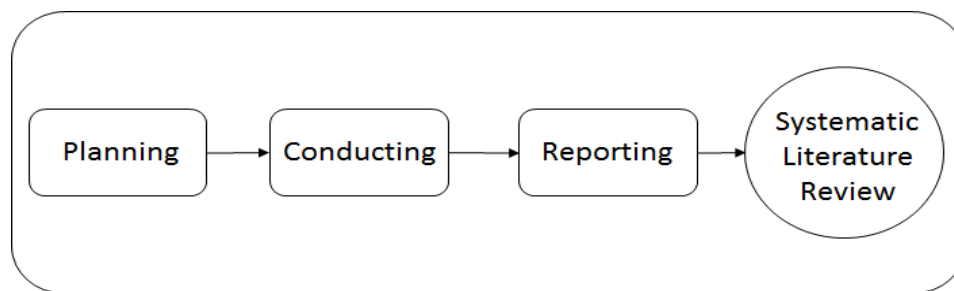 Planning
Conducting
Reporting
Systematic
Literature
Review